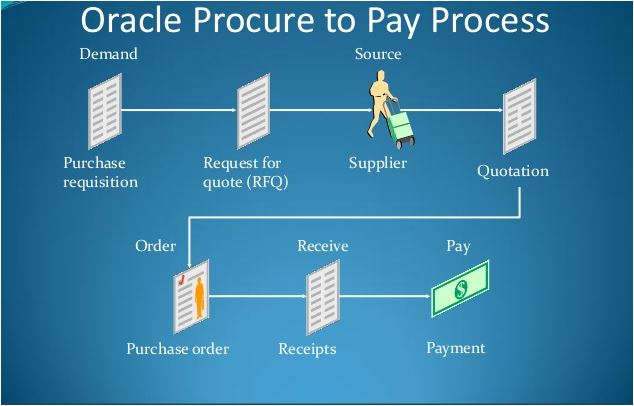 Oracle Procure to Pay Process
Demand
Source
Purchase
requisition
Request for
quote (RFQ)
Supplier
Quotation
Order
Receive
Pay
$
Purchase order
Receipts
Payment